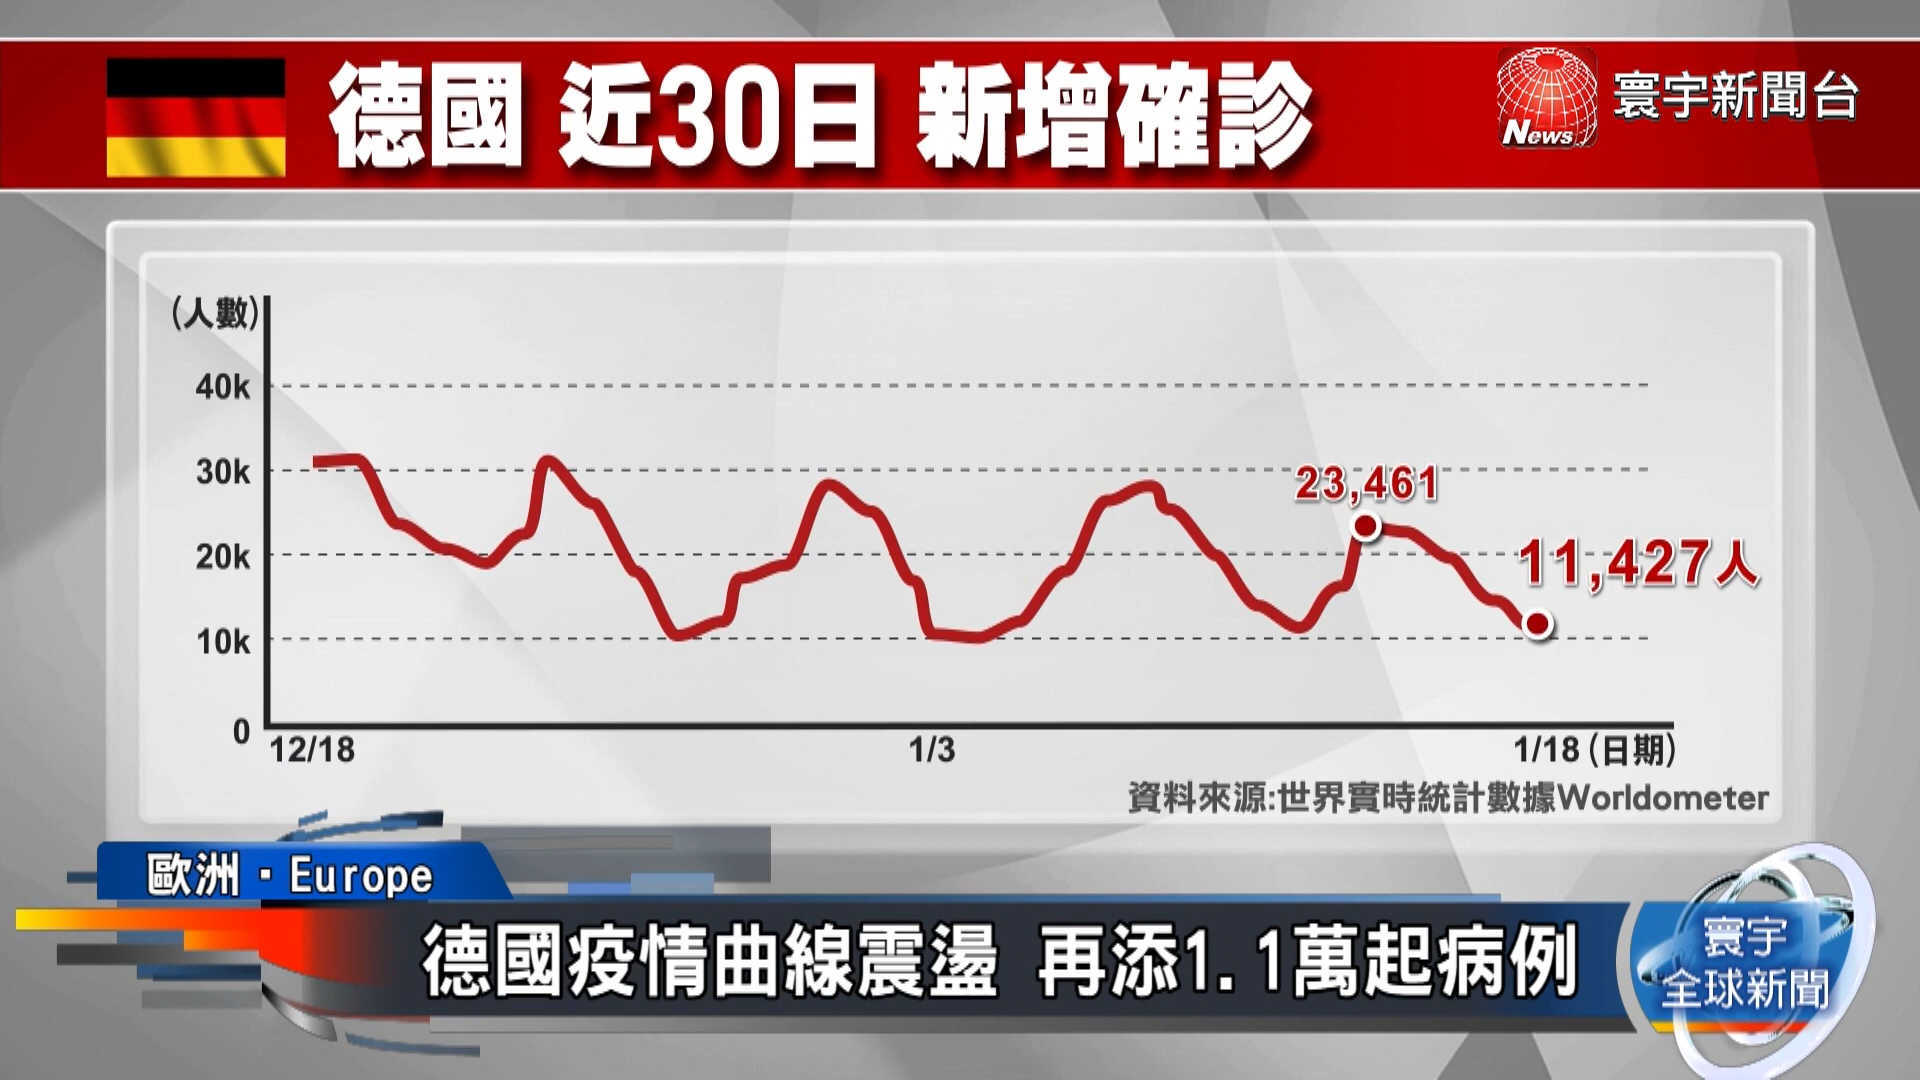 德國 近30日 新增確診
News
寰宇新聞台
(人數)
40k
30k
20k
10k
0
23,461
11,427人
12/18
1/3
1/18 (日期)
資料來源:世界實時統計數據Worldometer
歐洲・Europe
德國疫情曲線震盪 再添1.1萬起病例
寰宇
全球新聞